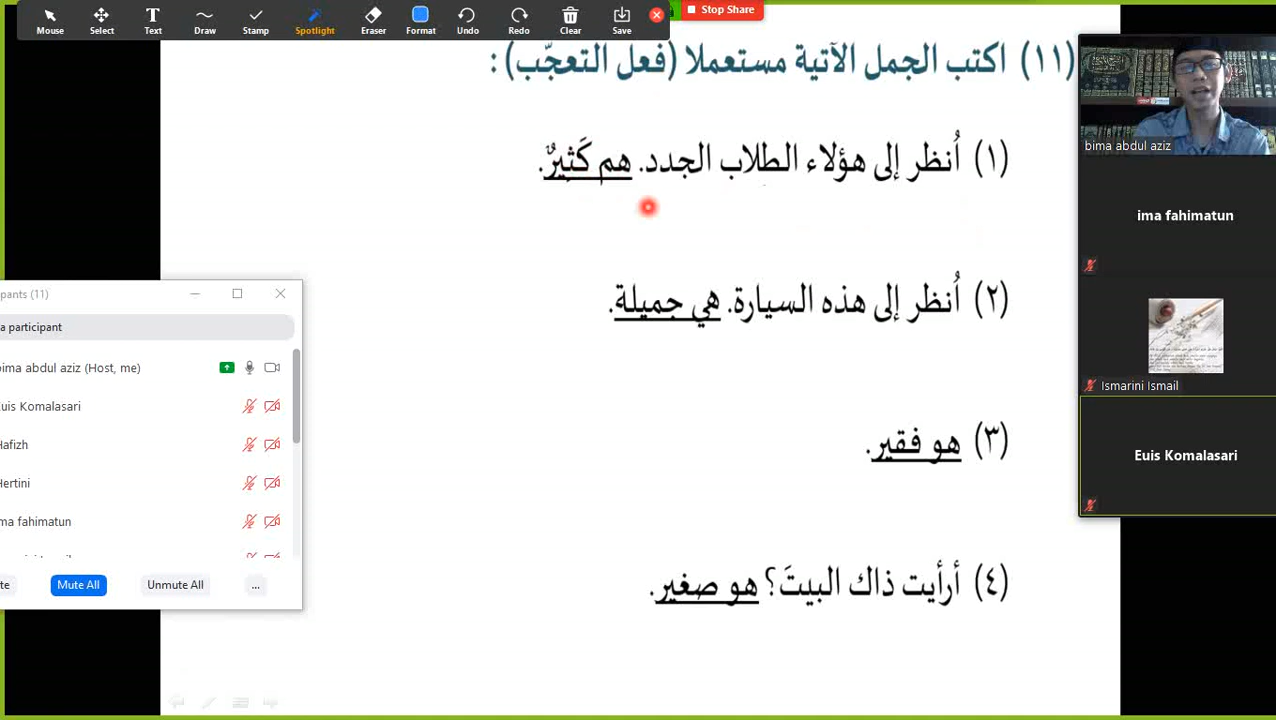 Mouse Select Text Draw Stamp Spotlight Eraser Format Undo Redo Clear Save
Stop Share
(١١) اكتب الجمل الآتية مستعملا (فعل التعجّب) :
(١) أُنظر إلى هؤلاء الطلاب الجدد. هم كَثِيرٌ.
(٢) أُنظر إلى هذه السيارة. هي جميلة.
(٣) هو فقير.
(٤) أرأيت ذاك البيتَ؟ هو صغير.
pants (11)
a participant
bima abdul aziz (Host, me)
Euis Komalasari
Hafizh
Hertini
ma fahimatun
Mute All
Unmute All
...
bima abdul aziz
ima fahimatun
Ismarini Ismail
Euis Komalasari